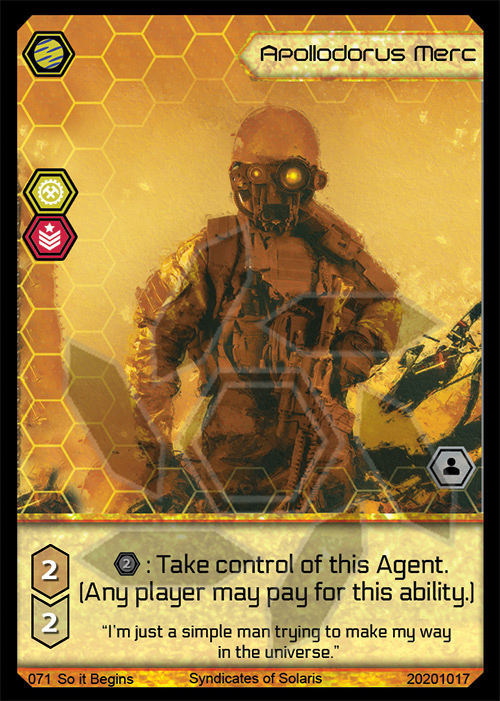 Apollodorus Merc
2 : Take control of this Agent.
(Any player may pay for this ability.)
2
2
“I’m just a simple man trying to make my way
in the universe.”
071 So it Begins Syndicates of Solaris 20201017